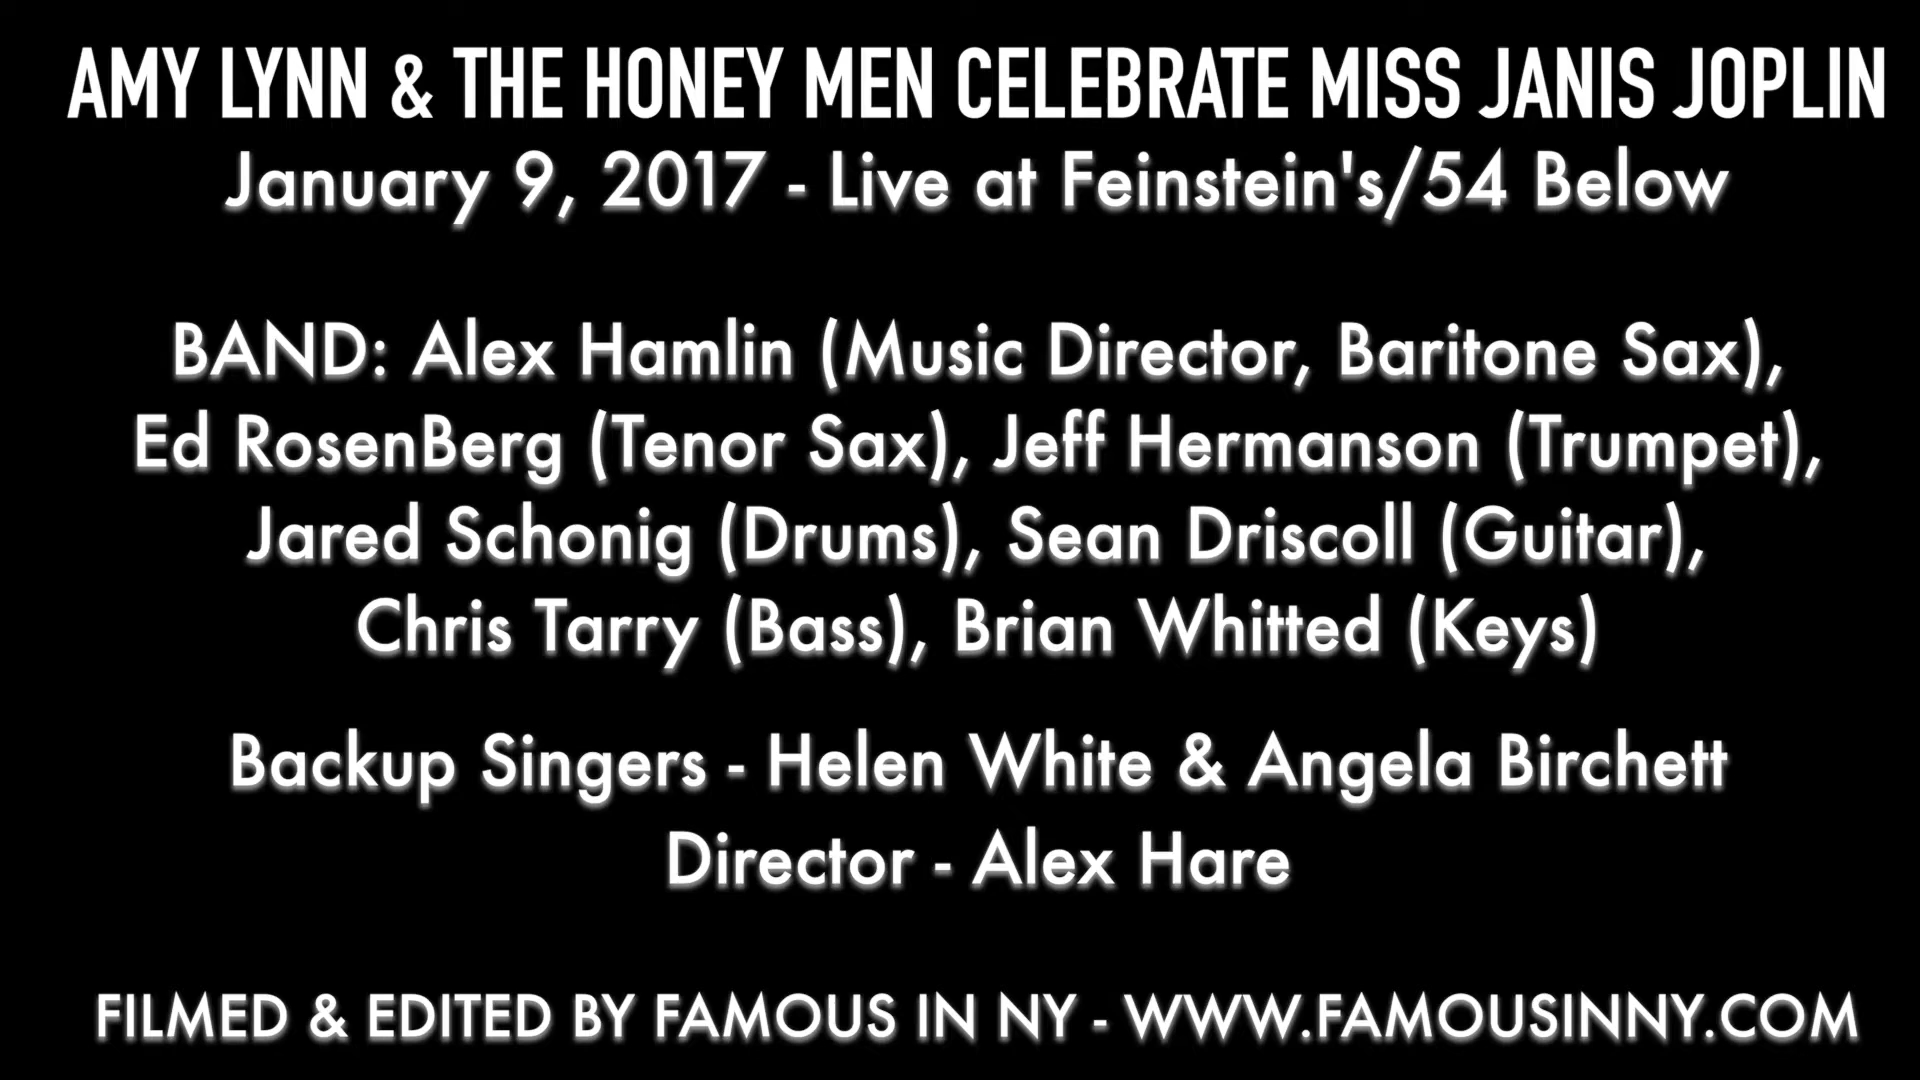 AMY LYNN & THE HONEY MEN CELEBRATE MISS JANIS JOPLIN
January 9, 2017 - Live at Feinstein's/54 Below
BAND: Alex Hamlin (Music Director, Baritone Sax),
Ed RosenBerg (Tenor Sax), Jeff Hermanson (Trumpet),
Jared Schonig (Drums), Sean Driscoll (Guitar),
Chris Tarry (Bass), Brian Whitted (Keys)
Backup Singers - Helen White & Angela Birchett
Director - Alex Hare
FILMED & EDITED BY FAMOUS IN NY - WWW.FAMOUSINNY.COM